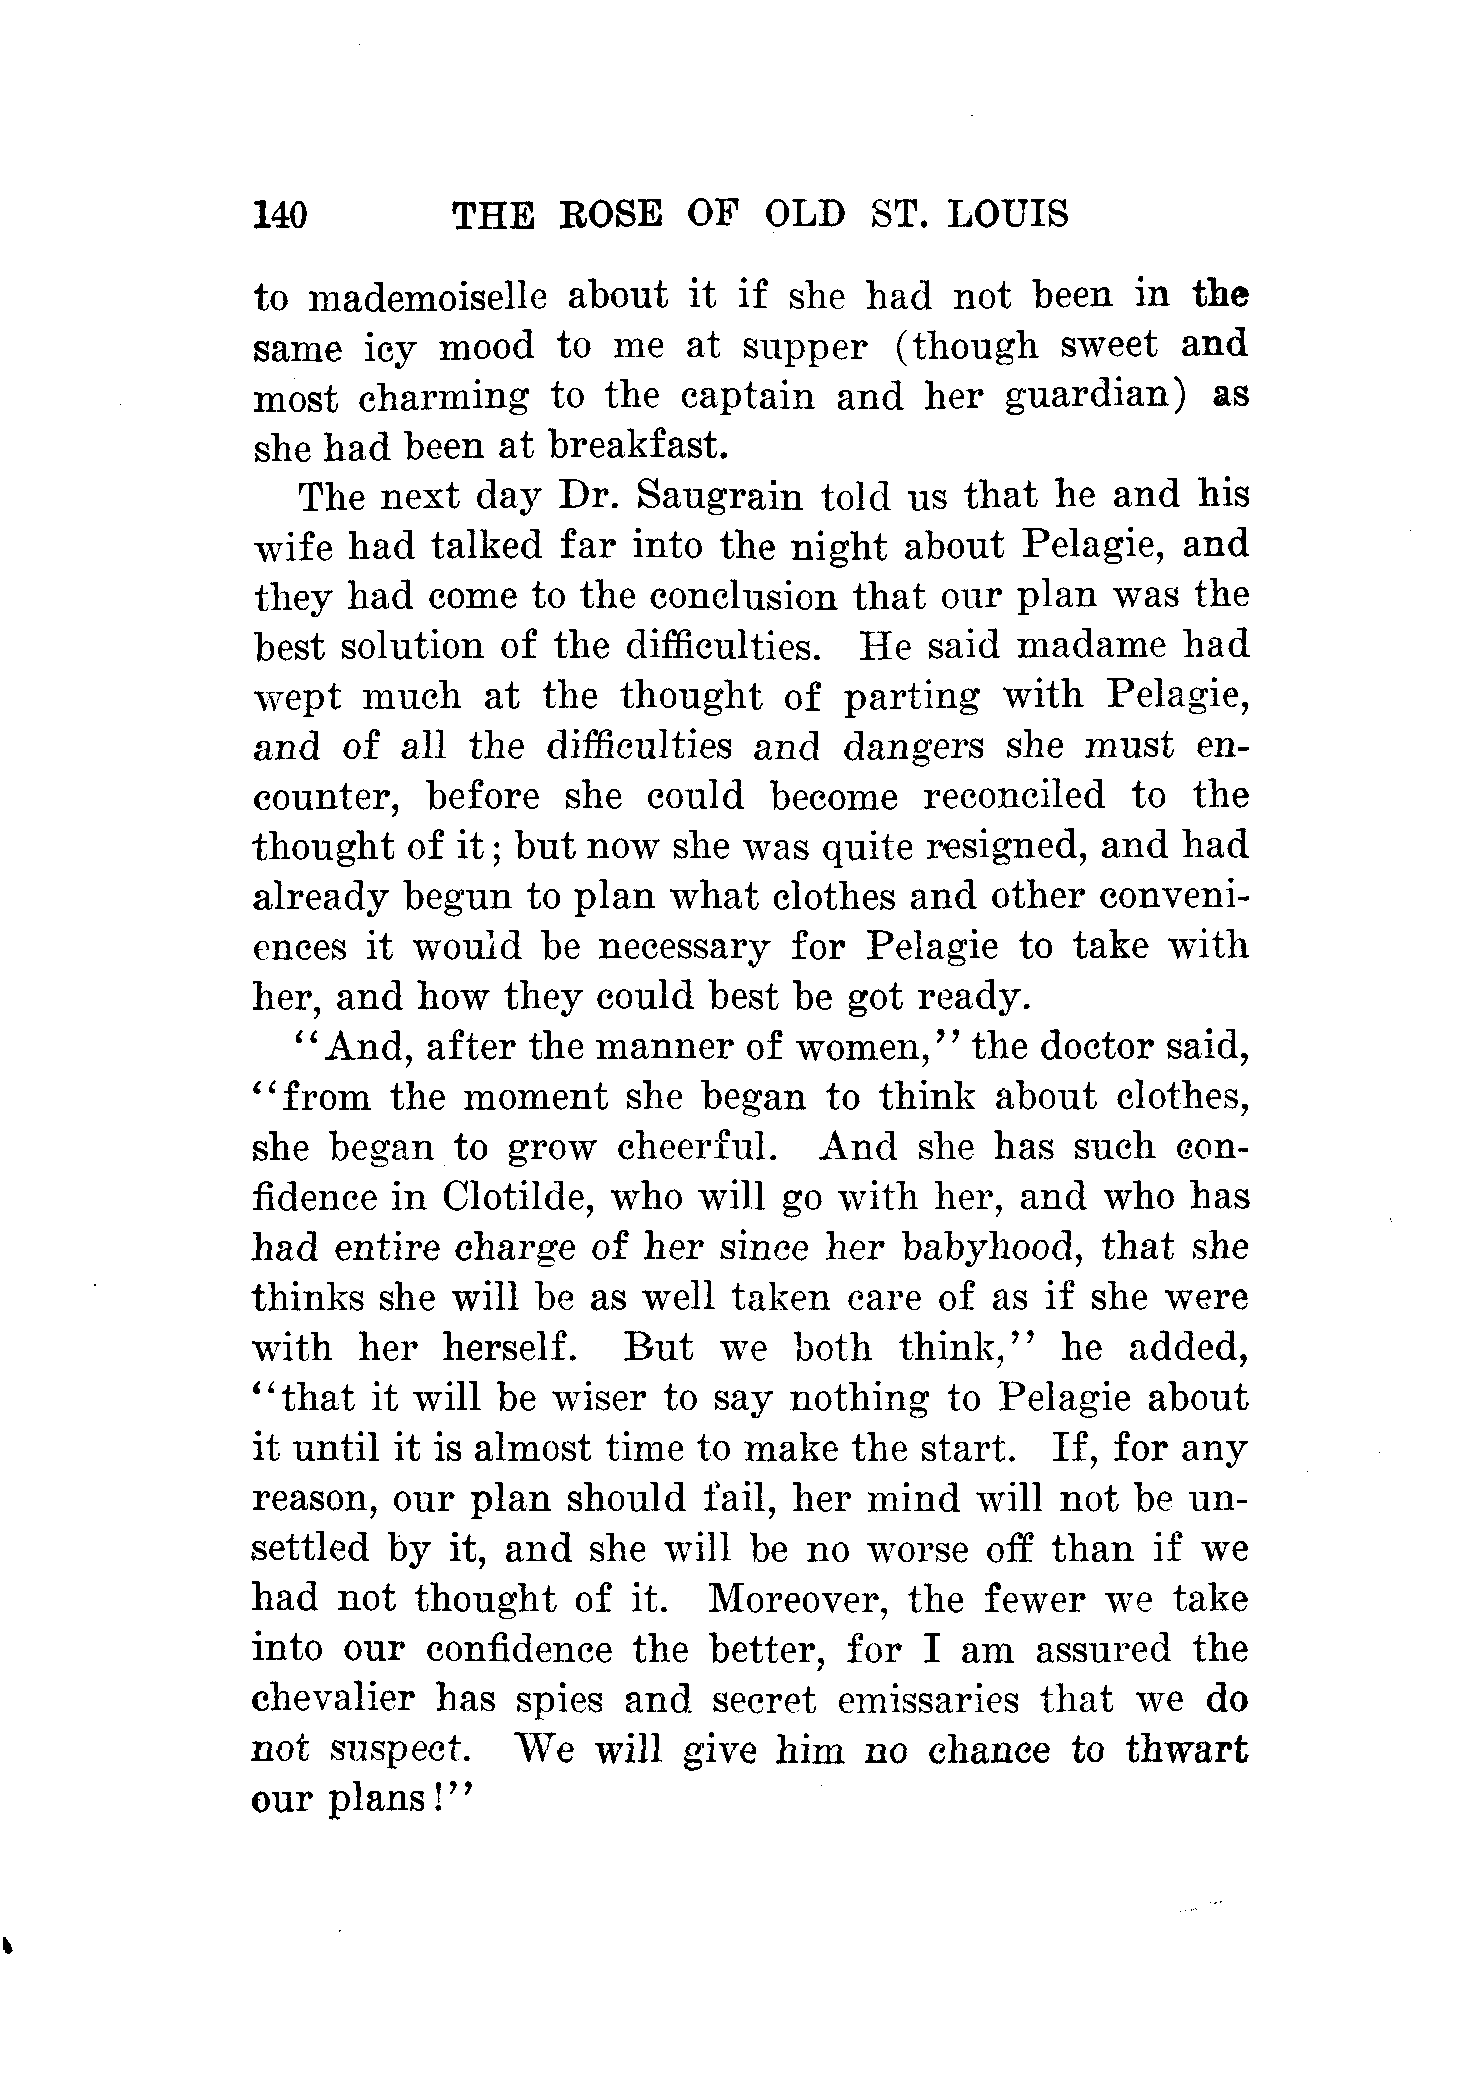 140 THE ROSE OF OLD ST. LOUIS
to mademoiselle about it if she had not been in the
same icy mood to me at supper (though sweet and
most charming to the captain and her guardian) as
she had been at breakfast.
The next day Dr. Saugrain told us that he and his
wife had talked far into the night about Pelagie, and
they had come to the conclusion that our plan was the
best solution of the difficulties. He said madame had
wept much at the thought of parting with Pelagie,
and of all the difficulties and dangers she must en-
counter, before she could become reconciled to the
thought of it; but now she was quite resigned, and had
already begun to plan what clothes and other conveni-
ences it would be necessary for Pelagie to take with
her, and how they could best be got ready.
"And, after the manner of women," the doctor said,
"from the moment she began to think about clothes,
she began to grow cheerful. And she has such con-
fidence in Clotilde, who will go with her, and who has
had entire charge of her since her babyhood, that she
thinks she will be as well taken care of as if she were
with her herself. But we both think," he added,
"that it will be wiser to say nothing to Pelagie about
it until it is almost time to make the start. If, for any
reason, our plan should fail, her mind will not be un-
settled by it, and she will be no worse off than if we
had not thought of it. Moreover, the fewer we take
into our confidence the better, for I am assured the
chevalier has spies and secret emissaries that we do
not suspect. We will give him no chance to thwart
our plans!"